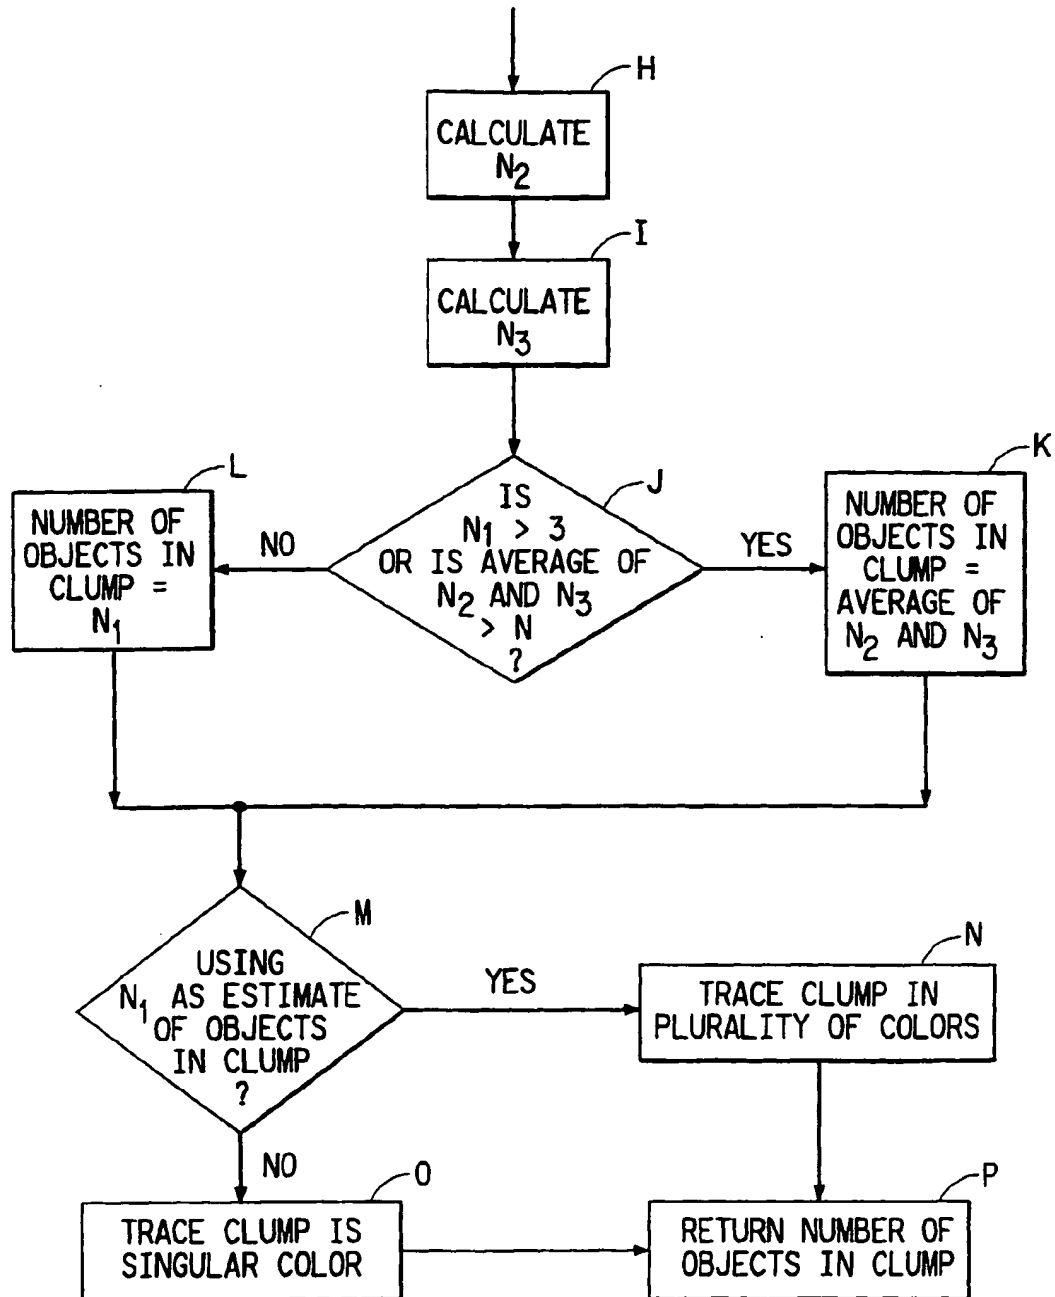 H
CALCULATE
N2
I
CALCULATE
N3
L
NUMBER OF
OBJECTS IN
CLUMP =
N1
NO
J
IS
N1 > 3
OR IS AVERAGE OF
N2 AND N3
> N
?
YES
K
NUMBER OF
OBJECTS IN
CLUMP =
AVERAGE OF
N2 AND N3
M
USING
N1 AS ESTIMATE
OF OBJECTS
IN CLUMP
?
YES
N
TRACE CLUMP IN
PLURALITY OF COLORS
NO
O
TRACE CLUMP IS
SINGULAR COLOR
P
RETURN NUMBER OF
OBJECTS IN CLUMP